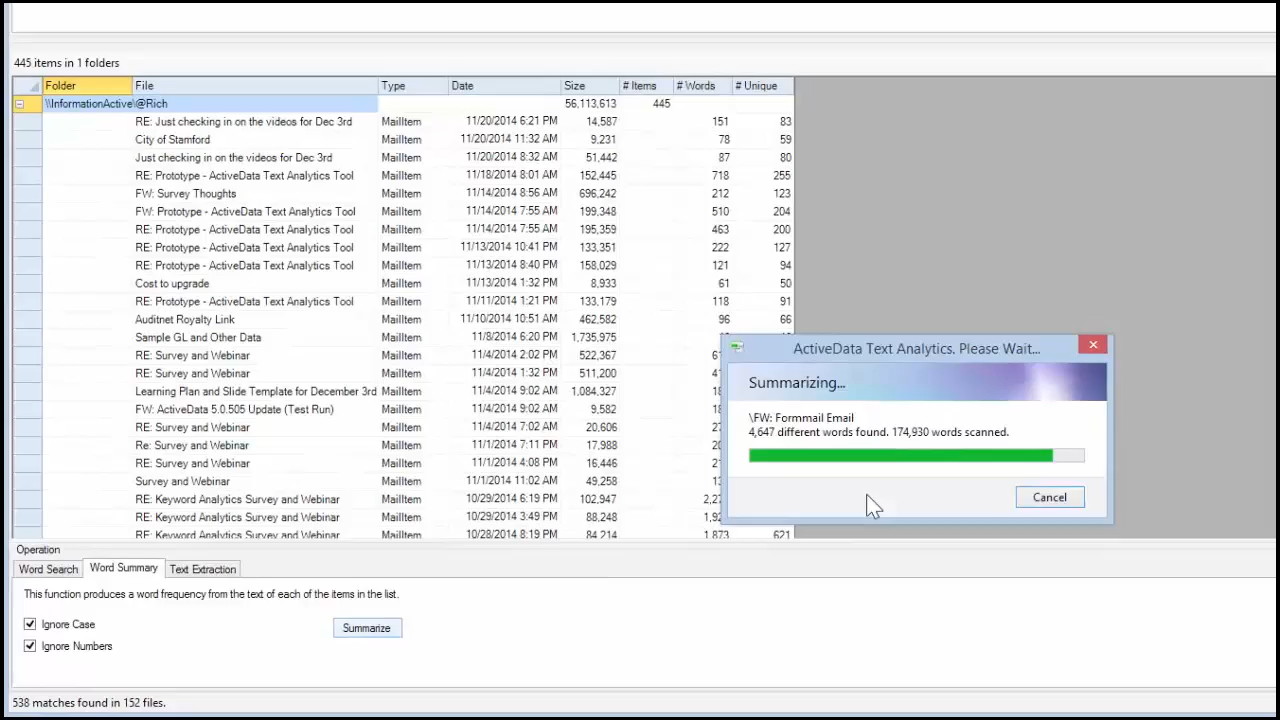 445 items in 1 folders
Folder File Type Date Size # Items # Words # Unique
\\InformationActive\@Rich 56,113,613 445
RE: Just checking in on the videos for Dec 3rd MailItem 11/20/2014 6:21 PM 14,587 151 83
City of Stamford MailItem 11/20/2014 11:32 AM 9,231 78 59
Just checking in on the videos for Dec 3rd MailItem 11/20/2014 8:32 AM 51,442 87 80
RE: Prototype - ActiveData Text Analytics Tool MailItem 11/18/2014 8:01 AM 152,445 718 255
FW: Survey Thoughts MailItem 11/14/2014 8:56 AM 696,242 212 123
FW: Prototype - ActiveData Text Analytics Tool MailItem 11/14/2014 7:55 AM 199,348 510 204
RE: Prototype - ActiveData Text Analytics Tool MailItem 11/14/2014 7:55 AM 195,359 463 200
RE: Prototype - ActiveData Text Analytics Tool MailItem 11/13/2014 10:41 PM 133,351 222 127
RE: Prototype - ActiveData Text Analytics Tool MailItem 11/13/2014 8:40 PM 158,029 121 94
Cost to upgrade MailItem 11/13/2014 1:32 PM 8,933 61 50
RE: Prototype - ActiveData Text Analytics Tool MailItem 11/11/2014 1:21 PM 133,179 118 91
Auditnet Royalty Link MailItem 11/10/2014 10:51 AM 462,582 96 66
Sample GL and Other Data MailItem 11/8/2014 6:20 PM 1,735,975
RE: Survey and Webinar MailItem 11/4/2014 2:02 PM 522,367
RE: Survey and Webinar MailItem 11/4/2014 1:32 PM 511,200
Learning Plan and Slide Template for December 3rd MailItem 11/4/2014 9:02 AM 1,084,327
FW: ActiveData 5.0.505 Update (Test Run) MailItem 11/4/2014 9:02 AM 9,582
RE: Survey and Webinar MailItem 11/4/2014 7:02 AM 20,606
Re: Survey and Webinar MailItem 11/1/2014 7:11 PM 17,988
RE: Survey and Webinar MailItem 11/1/2014 4:08 PM 16,446
Survey and Webinar MailItem 11/1/2014 11:02 AM 49,258
RE: Keyword Analytics Survey and Webinar MailItem 10/29/2014 6:19 PM 102,947
RE: Keyword Analytics Survey and Webinar MailItem 10/29/2014 3:49 PM 88,248
RE: Keyword Analytics Survey and Webinar MailItem 10/28/2014 8:19 PM 84,214 1,873 621
ActiveData Text Analytics. Please Wait...
Summarizing...
\FW: Formmail Email
4,647 different words found. 174,930 words scanned.
Cancel
Operation
Word Search Word Summary Text Extraction
This function produces a word frequency from the text of each of the items in the list.
Ignore Case
Summarize
Ignore Numbers
538 matches found in 152 files.